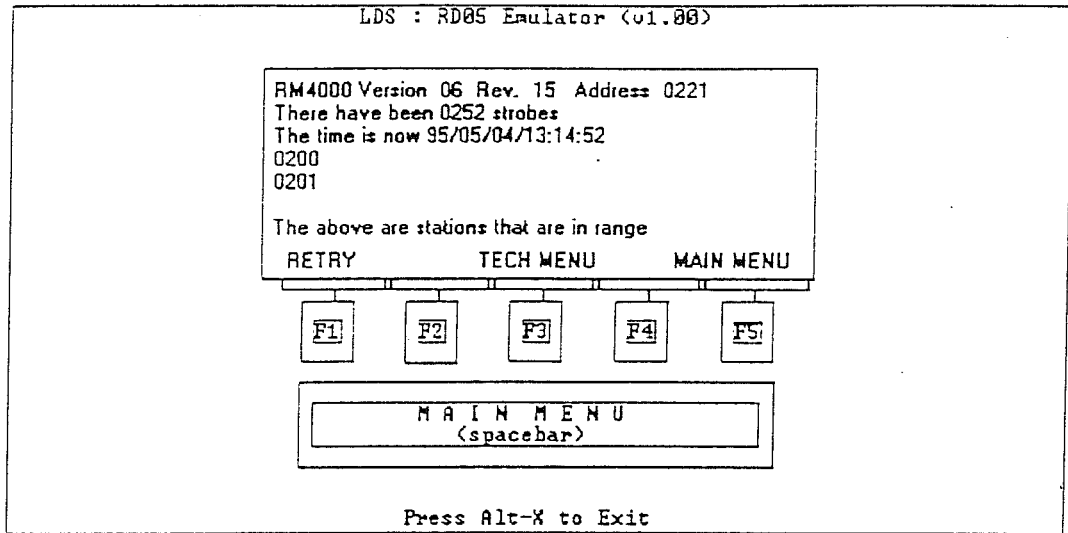 LDS : RD05 Emulator (v1.00)
RM4000 Version 06 Rev. 15 Address 0221
There have been 0252 strobes
The time is now 95/05/04/13:14:52
0200
0201
The above are stations that are in range
RETRY TECH MENU MAIN MENU
F1 F2 F3 F4 F5
M A I N M E N U
(spacebar)
Press Alt-X to Exit